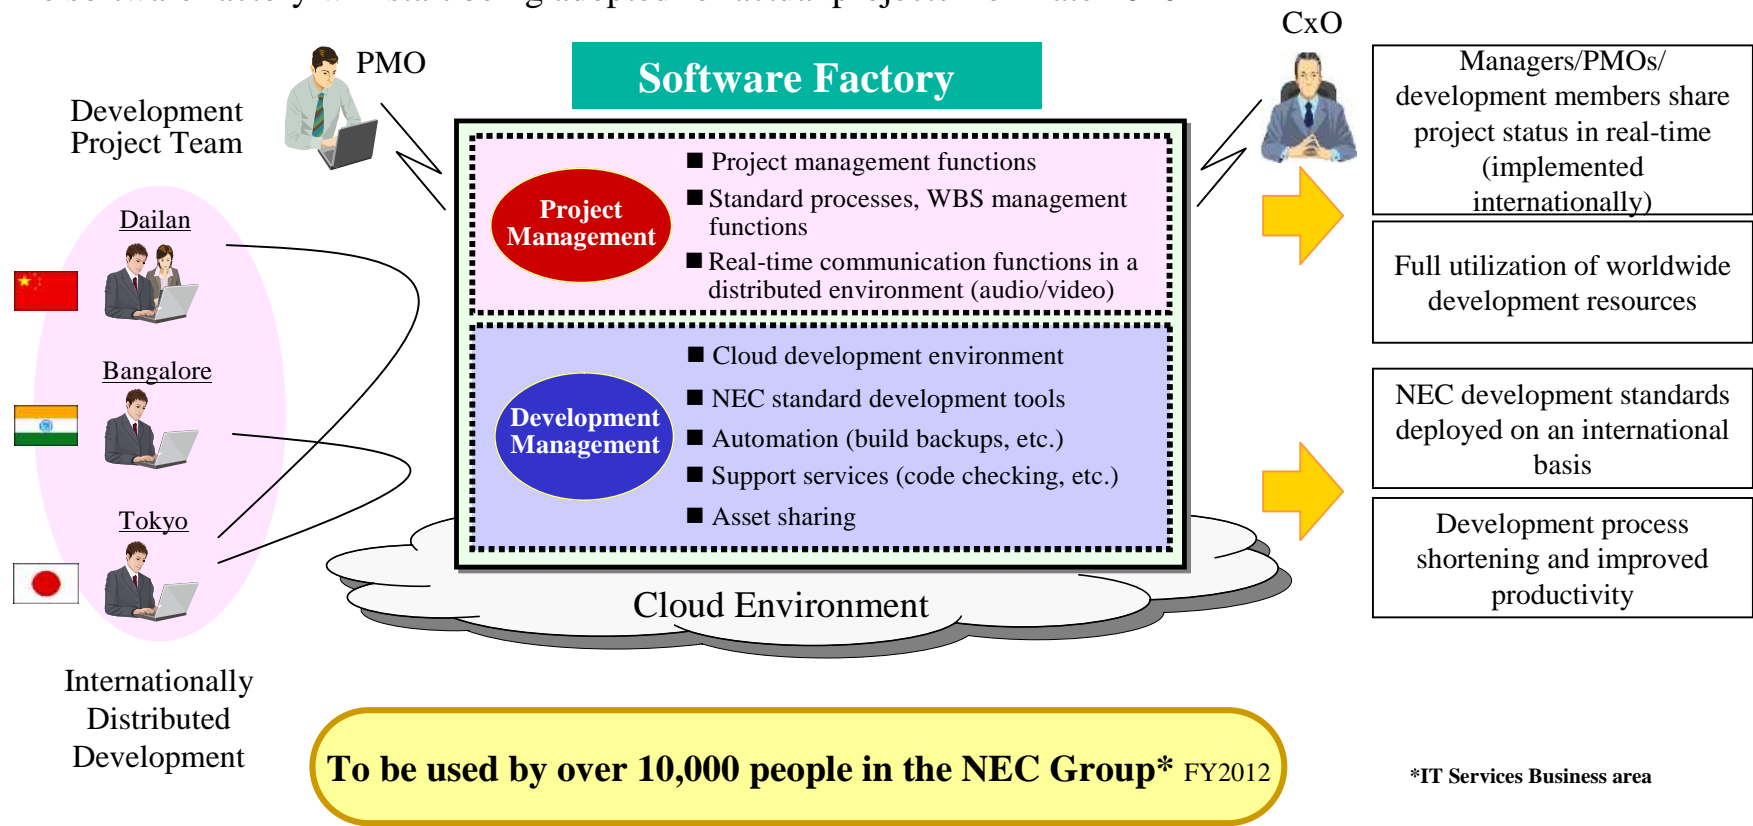 CxO
PMO
Software Factory
Development
Project Team
Project
Management
■ Project management functions
■ Standard processes, WBS management
functions
■ Real-time communication functions in a
distributed environment (audio/video)
Development
Management
■ Cloud development environment
■ NEC standard development tools
■ Automation (build backups, etc.)
■ Support services (code checking, etc.)
■ Asset sharing
Cloud Environment
Dailan
Bangalore
Tokyo
Internationally
Distributed
Development
Managers/PMOs/
development members share
project status in real-time
(implemented
internationally)
Full utilization of worldwide
development resources
NEC development standards
deployed on an international
basis
Development process
shortening and improved
productivity
To be used by over 10,000 people in the NEC Group* FY2012
*IT Services Business area